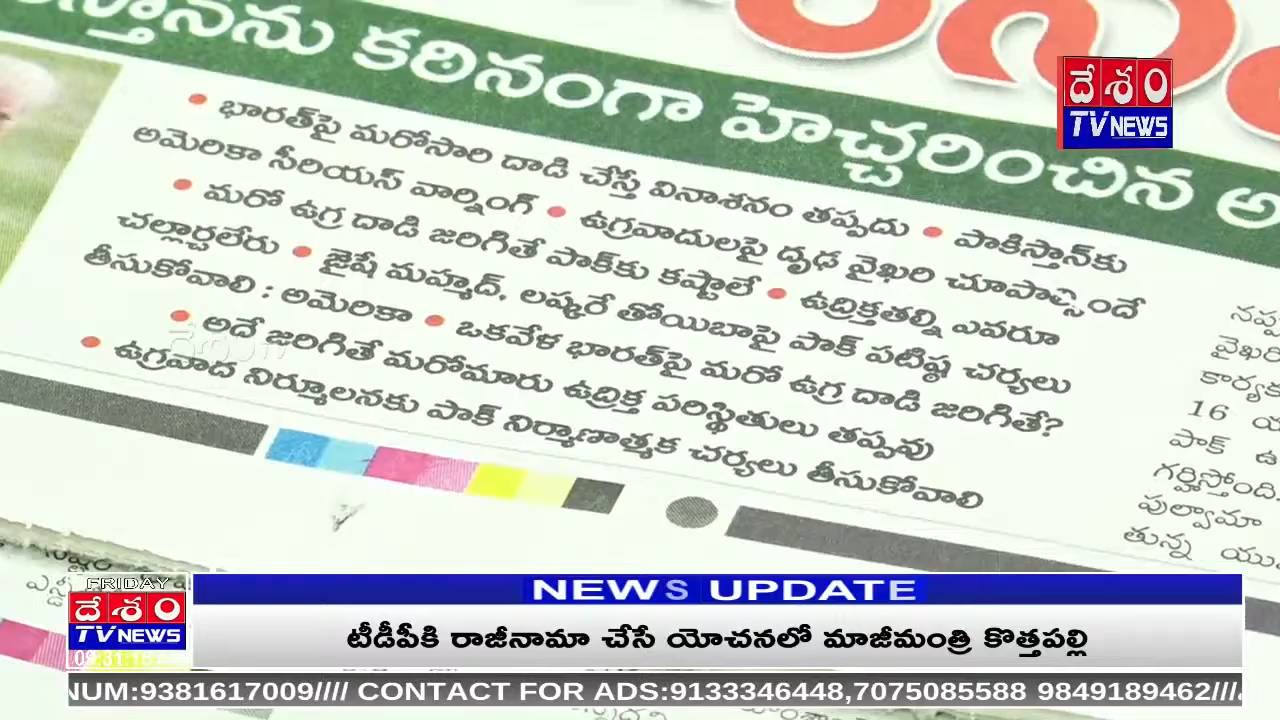 కఠినంగా హెచ్చరించిన
దేశం
TV NEWS
• భారత్‌పై మరోసారి దాడి చేస్తే వినాశనం తప్పదు • పాకిస్తాన్‌కు
అమెరికా సీరియస్ వార్నింగ్ • ఉగ్రవాదులపై దృఢ వైఖరి చూపాల్సిందే
• మరో ఉగ్ర దాడి జరిగితే పాక్‌కు కష్టాలే • ఉద్రిక్తతల్ని ఎవరూ
చల్లార్చలేరు • జైషే మహ్మద్, లష్కరే తోయిబాపై పాక్ పటిష్ఠ చర్యలు
తీసుకోవాలి : అమెరికా • ఒకవేళ భారత్‌పై మరో ఉగ్ర దాడి జరిగితే?
• అదే జరిగితే మరోమారు ఉద్రిక్త పరిస్థితులు తప్పవు
• ఉగ్రవాద నిర్మూలనకు పాక్ నిర్మాణాత్మక చర్యలు తీసుకోవాలి
16
పాక్ ఉ
గర్హిస్తోంది.
పుల్వామా
తున్న
FRIDAY
దేశం
TV NEWS
NEWS UPDATE
టీడీపీకి రాజీనామా చేసే యోచనలో మాజీమంత్రి కొత్తపల్లి
NUM:9381617009//// CONTACT FOR ADS:9133346448,7075085588 9849189462///